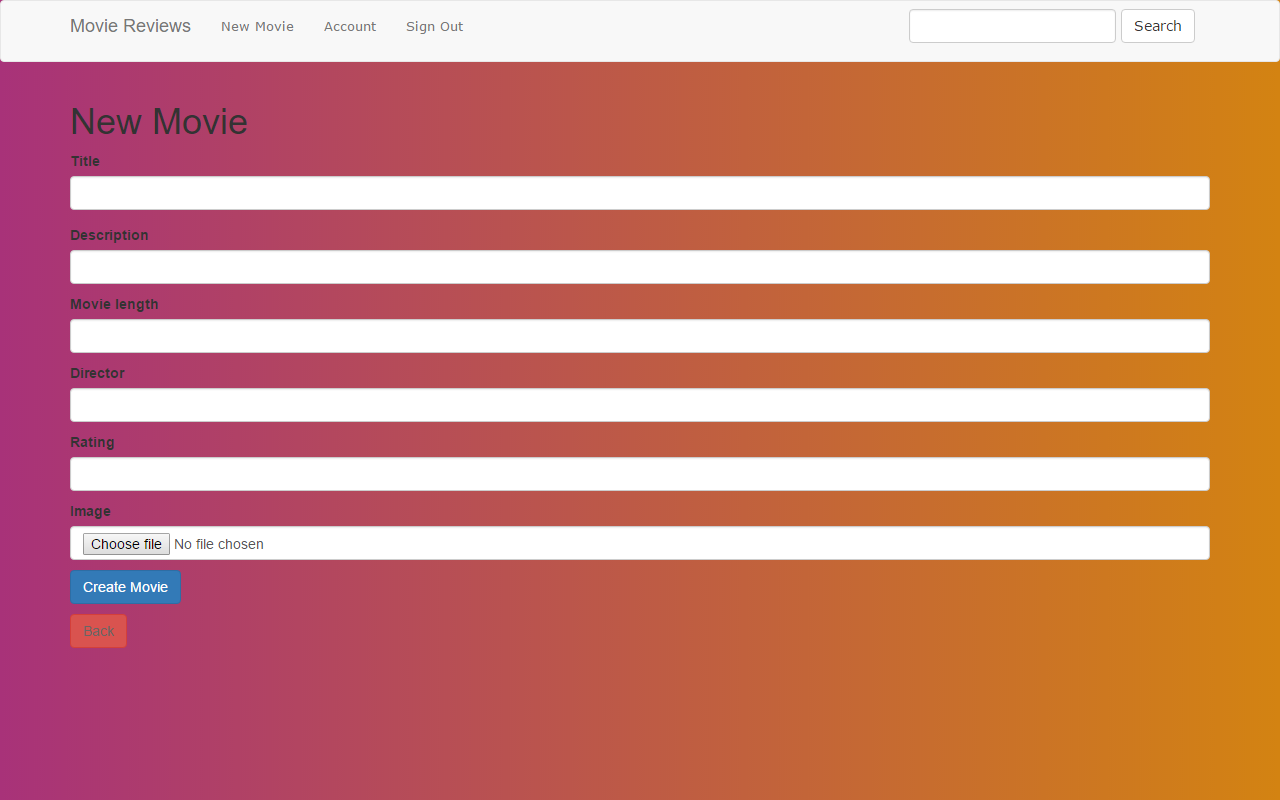 Movie Reviews New Movie Account Sign Out Search
New Movie
Title
Description
Movie length
Director
Rating
Image
Choose file No file chosen
Create Movie
Back